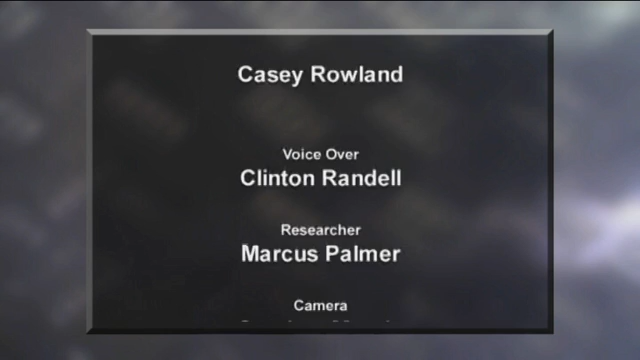 Casey Rowland
Voice Over
Clinton Randell
Researcher
Marcus Palmer
Camera